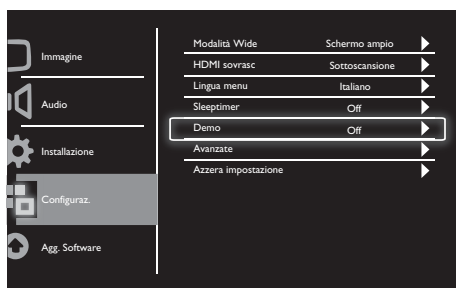 Immagine
Audio
Installazione
Configuraz.
Agg. Software
Modalità Wide Schermo ampio
HDMI sovrasc Sottoscansione
Lingua menu Italiano
Sleeptimer Off
Demo Off
Avanzate
Azzera impostazione